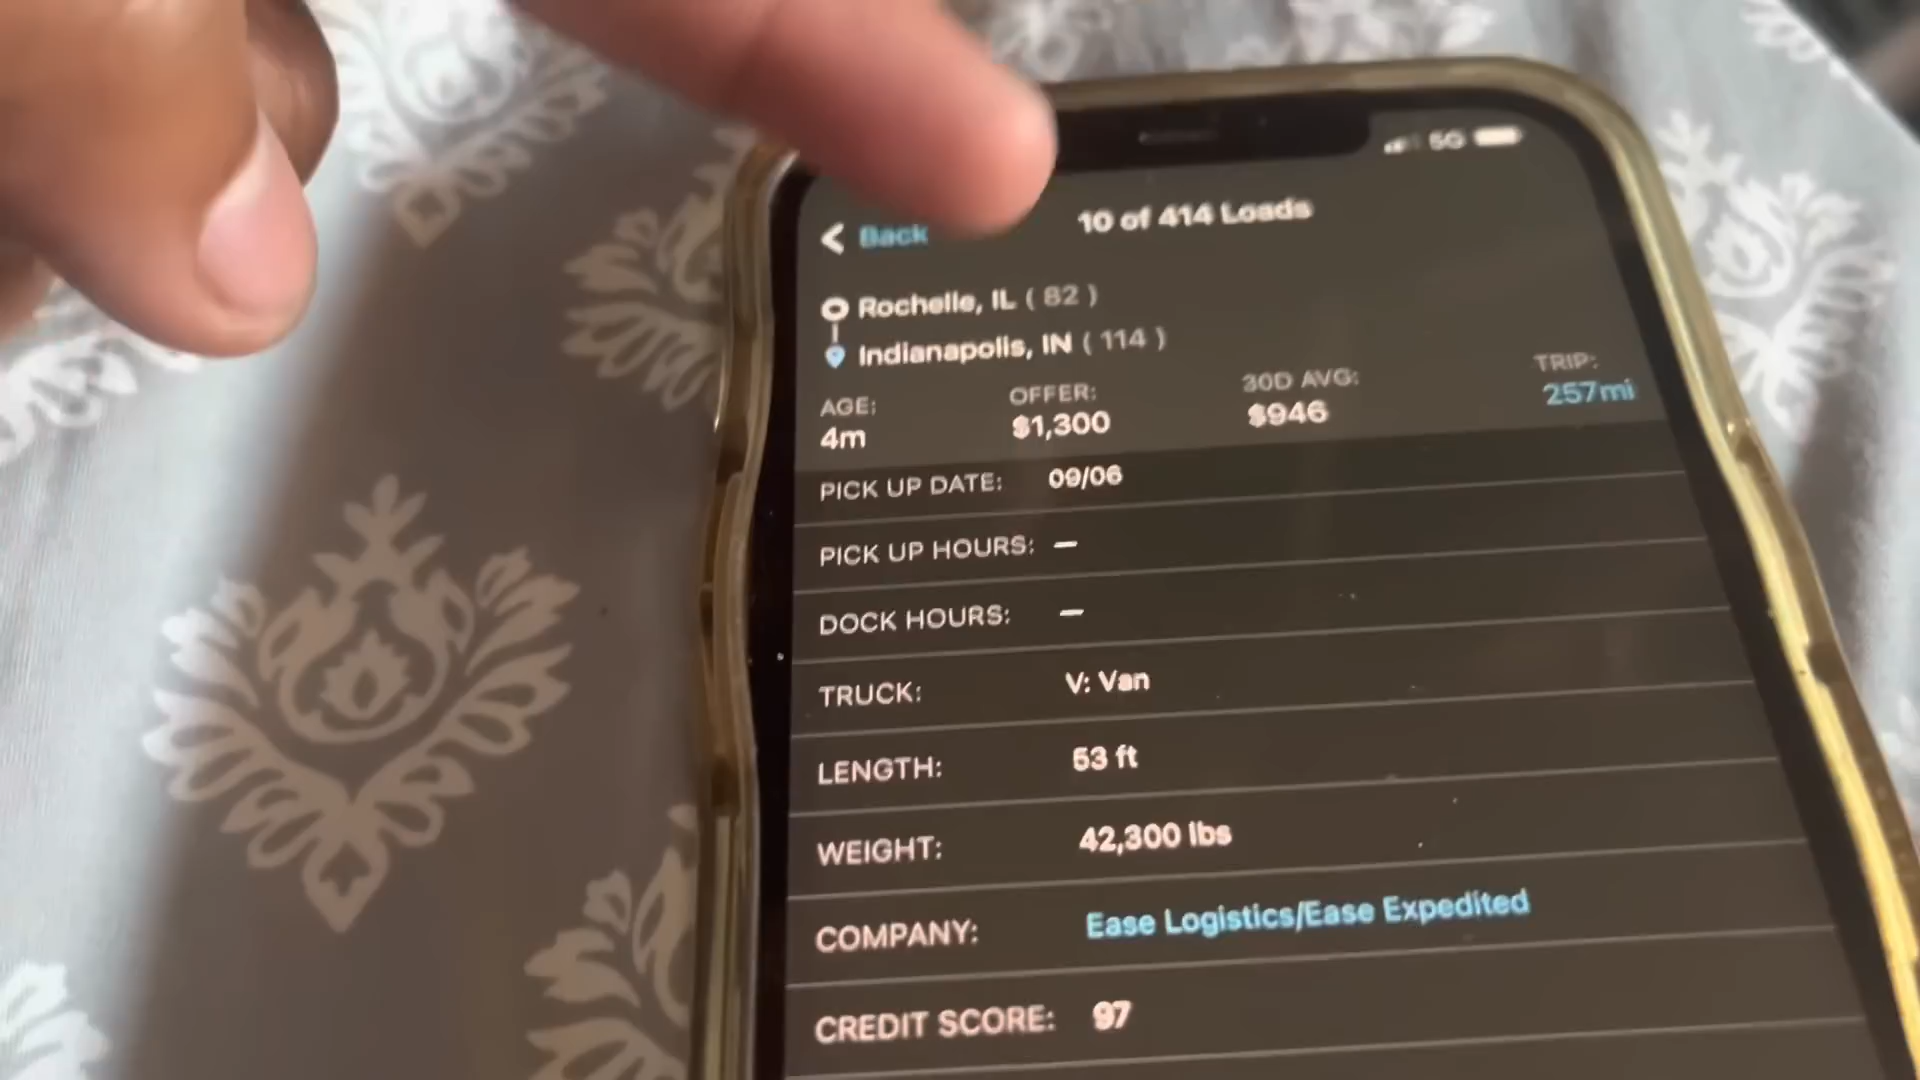 5G
Back
10 of 414 Loads
Rochelle, IL ( 82 )
Indianapolis, IN ( 114 )
AGE: OFFER: 30D AVG: TRIP:
4m $1,300 $946 257mi
PICK UP DATE: 09/06
PICK UP HOURS: —
DOCK HOURS: —
TRUCK: V: Van
LENGTH: 53 ft
WEIGHT: 42,300 lbs
COMPANY: Ease Logistics/Ease Expedited
CREDIT SCORE: 97